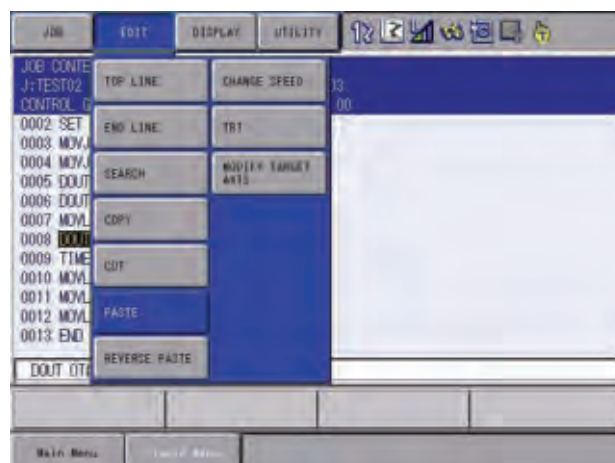 JOB EDIT DISPLAY UTILITY
JOB CONTE
J:TEST02 03
CONTROL G 00
TOP LINE CHANGE SPEED
END LINE TRT
SEARCH MODIFY TARGET AXIS
COPY
CUT
PASTE
REVERSE PASTE
0002 SET
0003 MOVJ
0004 MOVJ
0005 DOUT
0006 DOUT
0007 MOVL
0008 DOUT
0009 TIME
0010 MOVL
0011 MOVL
0012 MOVL
0013 END
DOUT OT
Main Menu Menu